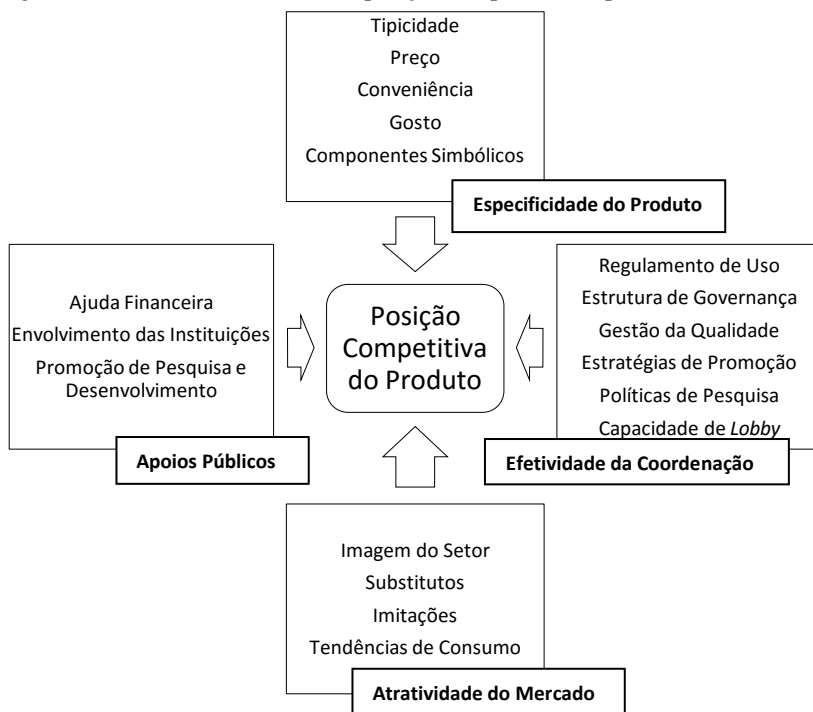 Tipicidade
Preço
Conveniência
Gosto
Componentes Simbólicos
Especificidade do Produto
Ajuda Financeira
Envolvimento das Instituições
Promoção de Pesquisa e
Desenvolvimento
Apoios Públicos
Posição
Competitiva
do Produto
Regulamento de Uso
Estrutura de Governança
Gestão da Qualidade
Estratégias de Promoção
Políticas de Pesquisa
Capacidade de Lobby
Efetividade da Coordenação
Imagem do Setor
Substitutos
Imitações
Tendências de Consumo
Atratividade do Mercado